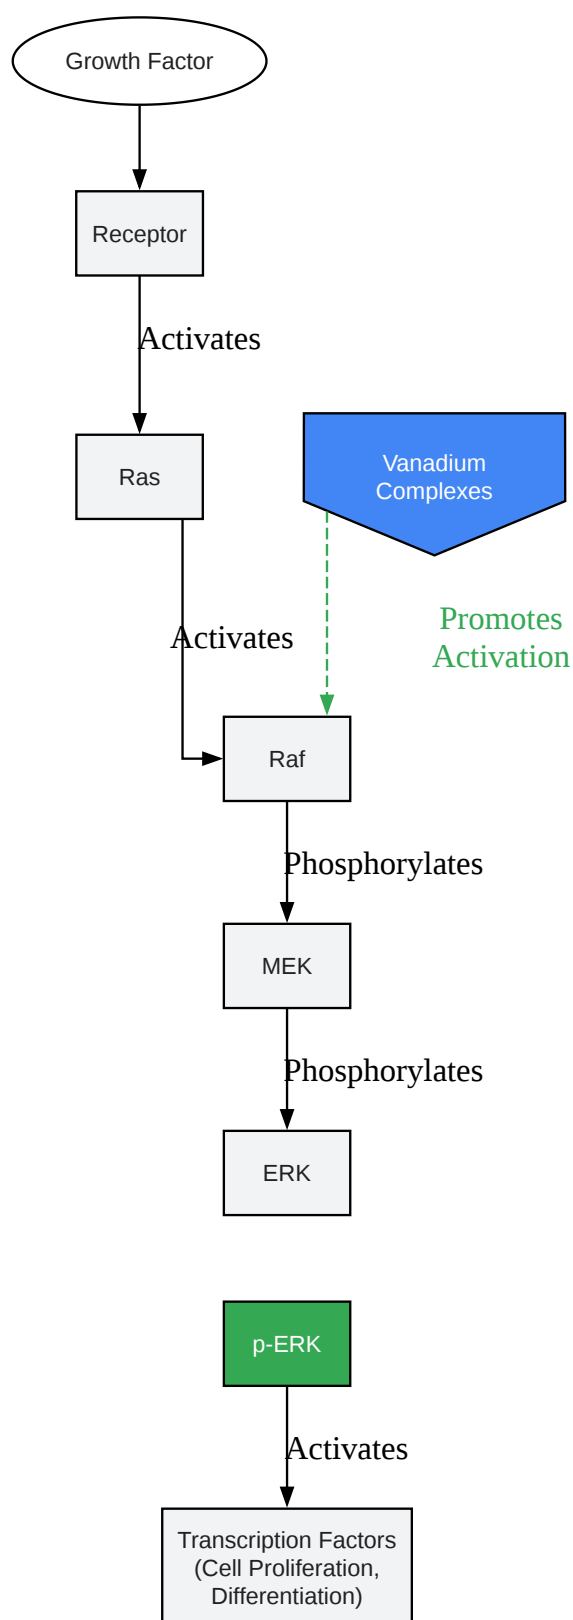 Growth Factor
Receptor
Activates
Ras
Vanadium
Complexes
Activates
Promotes
Activation
Raf
Phosphorylates
MEK
Phosphorylates
ERK
p-ERK
Activates
Transcription Factors
(Cell Proliferation,
Differentiation)